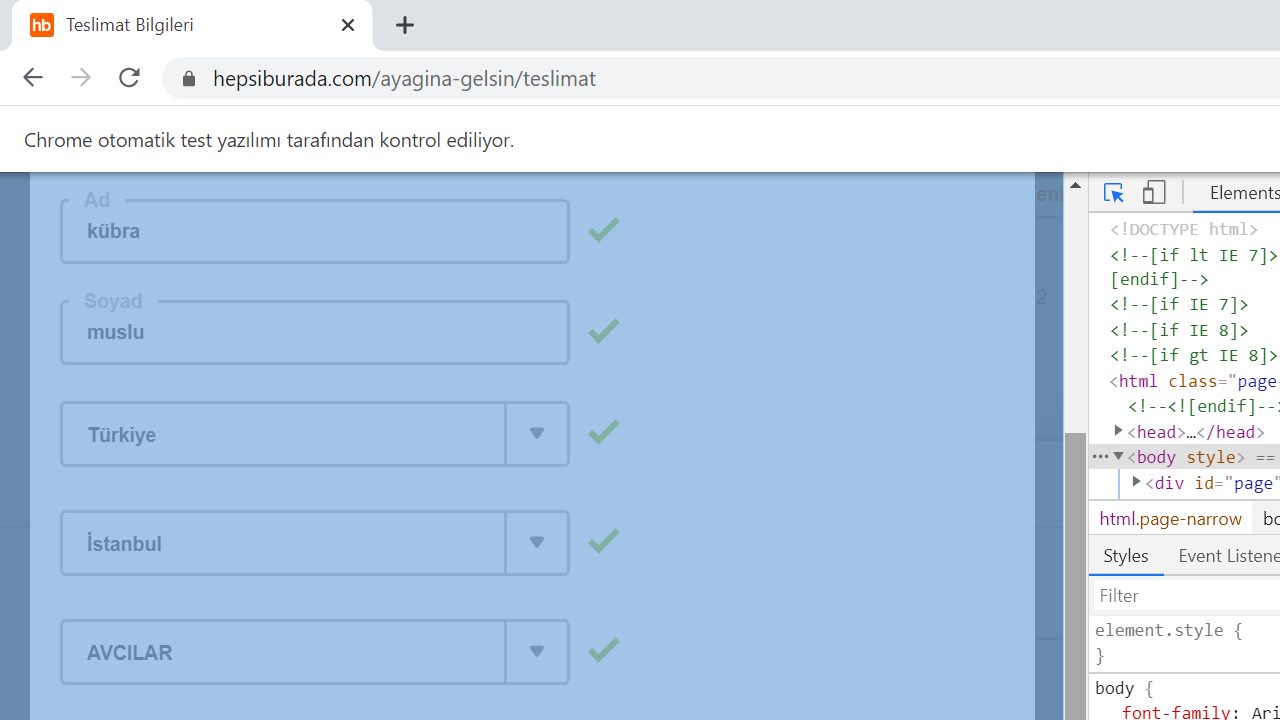 hb Teslimat Bilgileri
hepsiburada.com/ayagina-gelsin/teslimat
Chrome otomatik test yazılımı tarafından kontrol ediliyor.
Ad
kübra
Soyad
muslu
Türkiye
İstanbul
AVCILAR
2
Elements
<!DOCTYPE html>
<!--[if lt IE 7]>
[endif]-->
<!--[if IE 7]>
<!--[if IE 8]>
<!--[if gt IE 8]>
<html class="page-
<!--<![endif]-->
<head>…</head>
<body style> ==
<div id="page"
html.page-narrow bo
Styles Event Listene
Filter
element.style {
}
body {
font-family: Ari